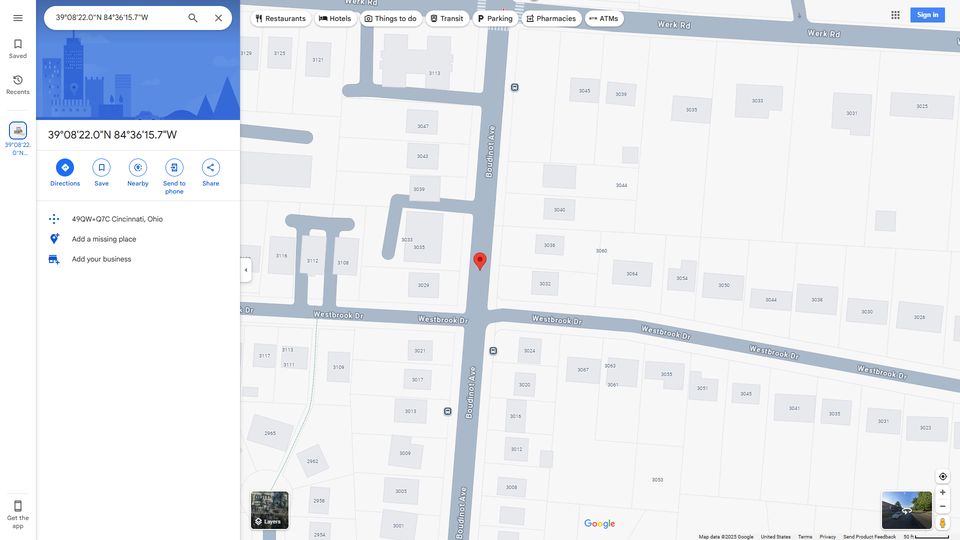 39°08'22.0"N 84°36'15.7"W
Restaurants
Hotels
Things to do
Transit
Parking
Pharmacies
ATMs
Sign in
Saved
Recents
39°08'22.
0"N...
39°08'22.0"N 84°36'15.7"W
Directions
Save
Nearby
Send to
phone
Share
49QW+Q7C Cincinnati, Ohio
Add a missing place
Add your business
Get the
app
Werk Rd
Werk Rd
Werk Rd
3129
3125
3121
3113
3045
3039
3035
3033
3031
3025
3047
Boudinot Ave
3043
3039
3044
3040
3033
3035
3038
3060
3116
3112
3108
3064
3054
3050
3029
3032
3044
3038
3030
3026
k Dr
Westbrook Dr
Westbrook Dr
Westbrook Dr
Westbrook Dr
Westbrook Dr
Westbrook Dr
3117
3113
3111
3109
3021
3024
3067
3063
3061
3055
3051
3045
3041
3035
3031
3023
3017
3020
Boudinot Ave
3013
3016
2965
3009
3012
2962
3005
3008
3053
2958
2954
3001
Boudinot Ave
Layers
Google
Map data ©2025 Google
United States
Terms
Privacy
Send Product Feedback
50 ft